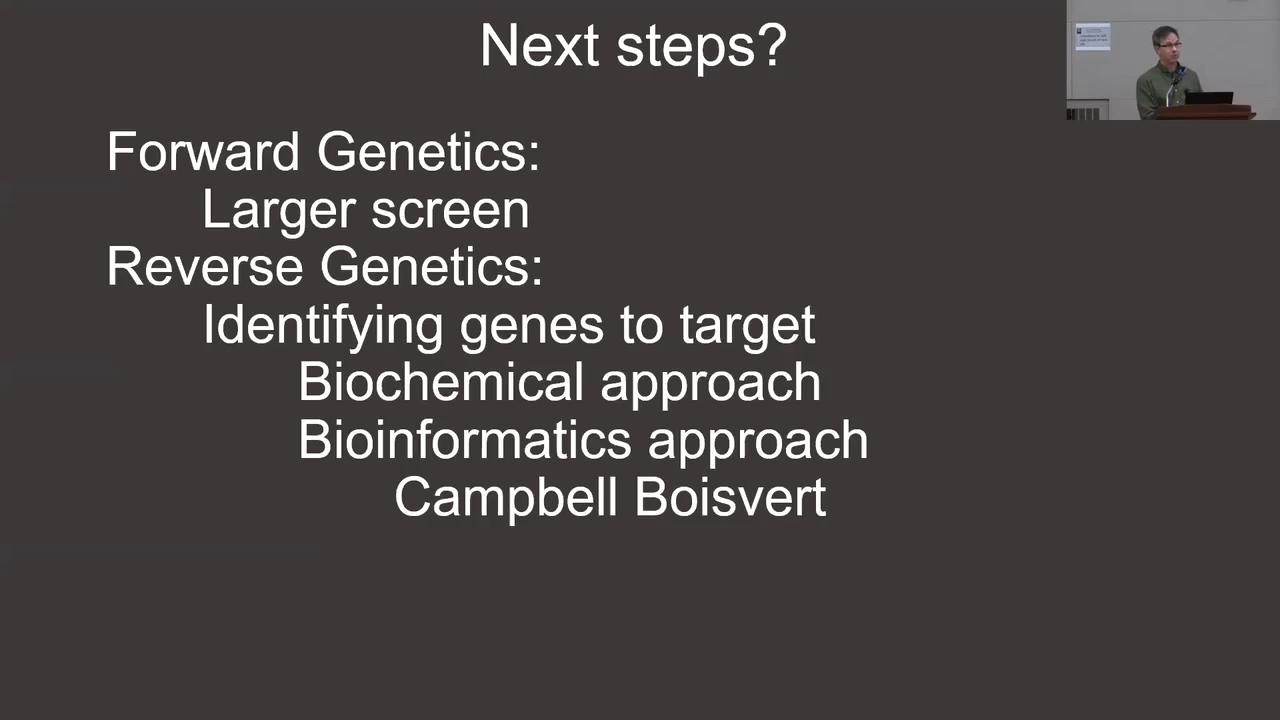 Next steps?
Forward Genetics:
Larger screen
Reverse Genetics:
Identifying genes to target
Biochemical approach
Bioinformatics approach
Campbell Boisvert